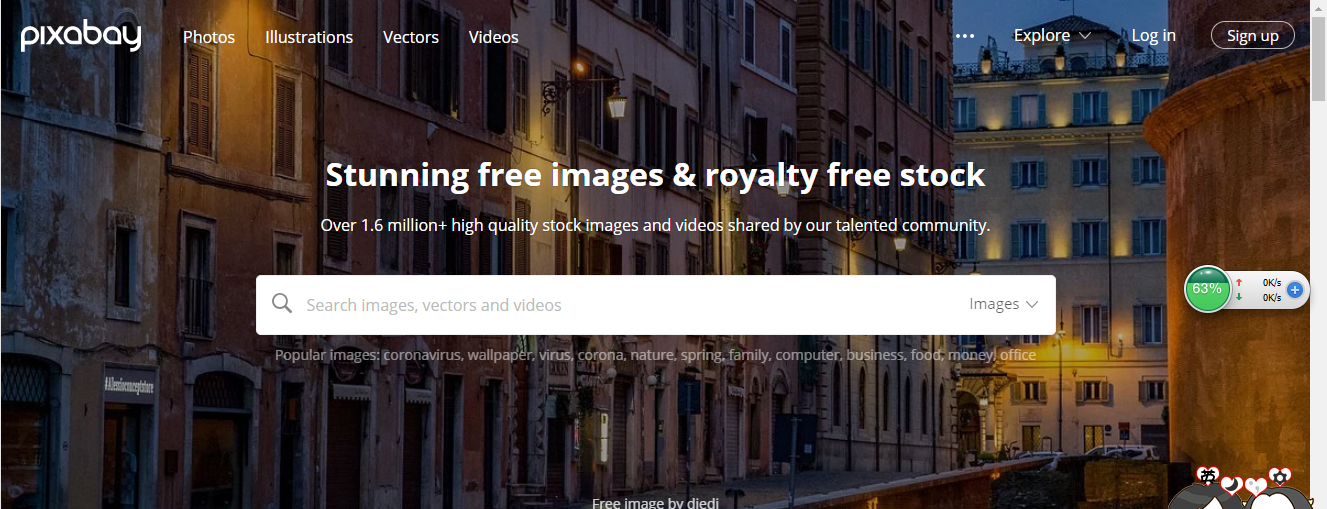 pixabay Photos Illustrations Vectors Videos ••• Explore Log in Sign up
Stunning free images & royalty free stock
Over 1.6 million+ high quality stock images and videos shared by our talented community.
Search images, vectors and videos Images
63% ↑ 0K/s
↓ 0K/s
Popular images: coronavirus, wallpaper, virus, corona, nature, spring, family, computer, business, food, money, office
#Alessioconceptstore
Free image by djedj